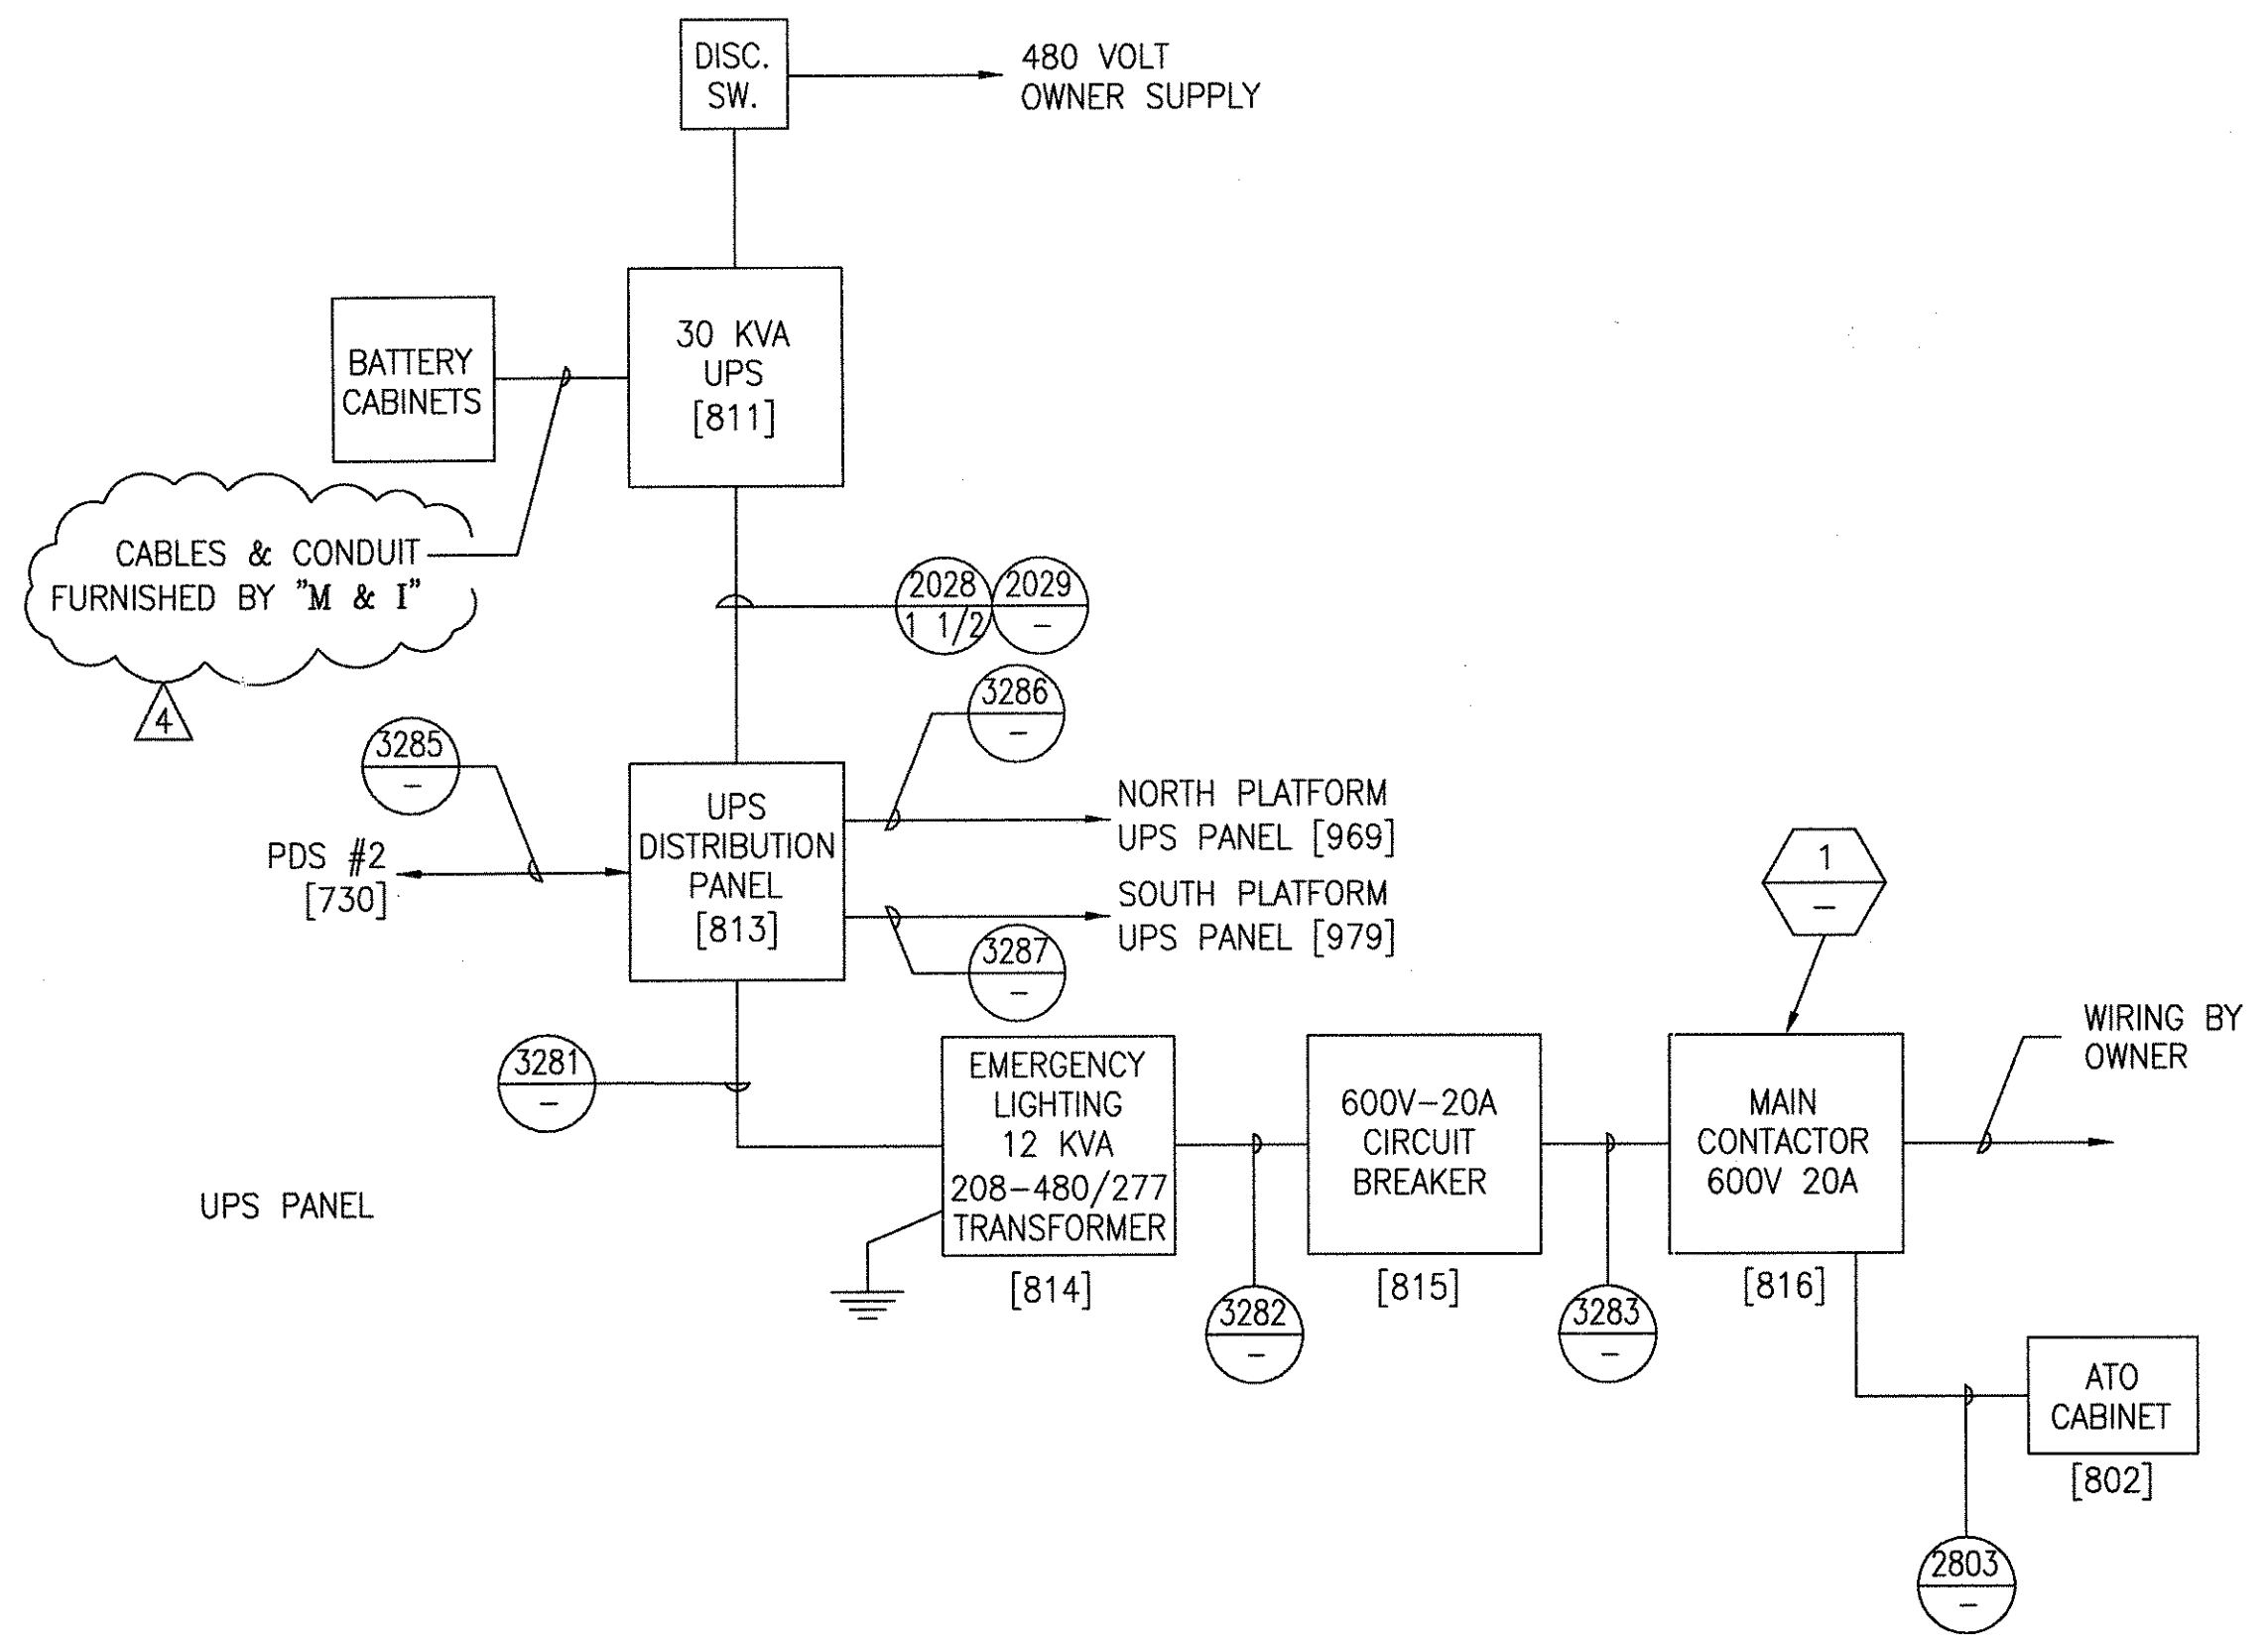 DISC.
SW.
480 VOLT
OWNER SUPPLY
BATTERY
CABINETS
30 KVA
UPS
[811]
CABLES & CONDUIT
FURNISHED BY "M & I"
4
2028
1 1/2
2029
-
3286
-
3285
-
PDS #2
[730]
UPS
DISTRIBUTION
PANEL
[813]
NORTH PLATFORM
UPS PANEL [969]
SOUTH PLATFORM
UPS PANEL [979]
3287
-
1
-
3281
-
EMERGENCY
LIGHTING
12 KVA
208-480/277
TRANSFORMER
[814]
600V-20A
CIRCUIT
BREAKER
[815]
MAIN
CONTACTOR
600V 20A
[816]
WIRING BY
OWNER
UPS PANEL
3282
-
3283
-
ATO
CABINET
[802]
2803
-